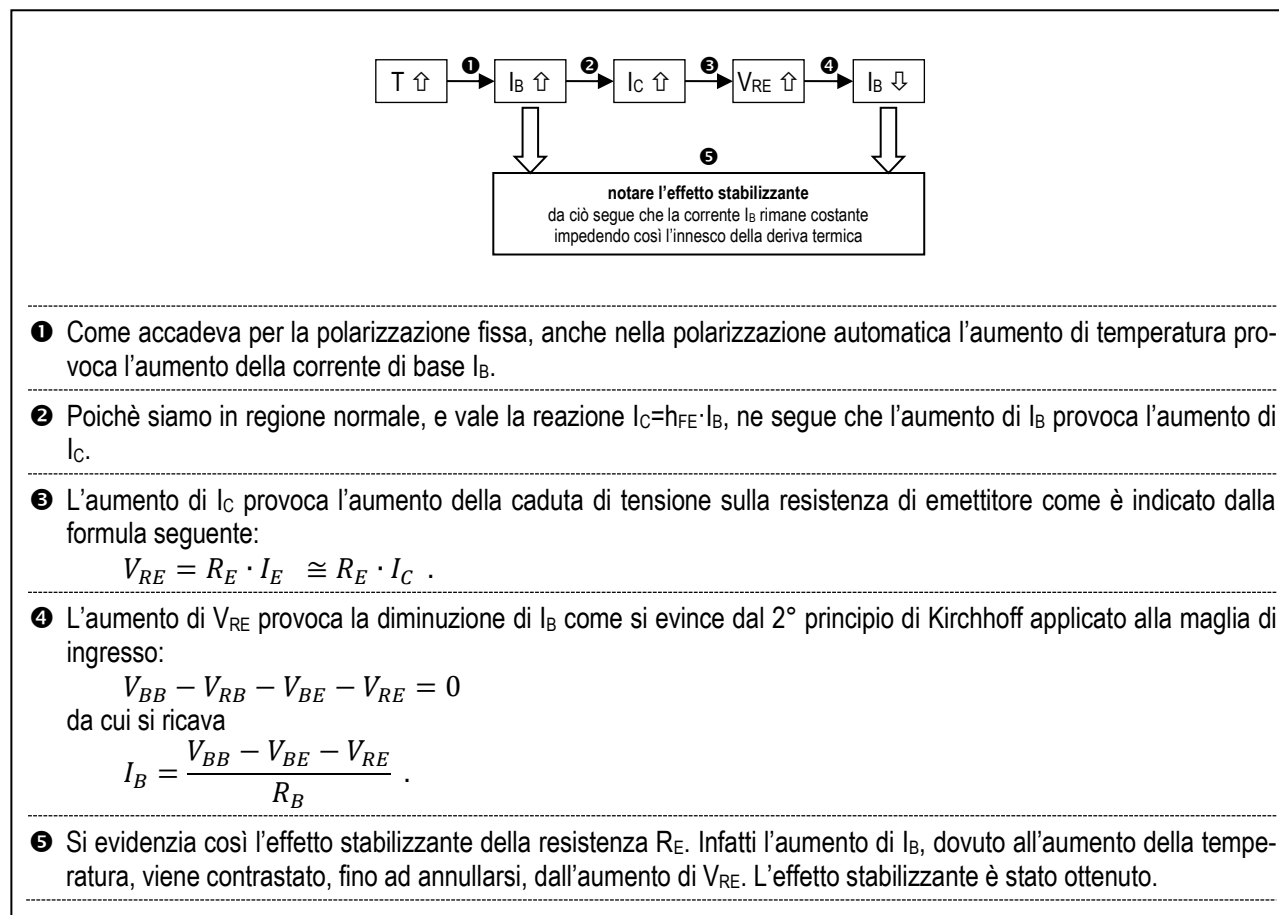 ❶ ❷ ❸ ❹
T ⇧ I_B ⇧ I_C ⇧ V_RE ⇧ I_B ⇩
❺
notare l'effetto stabilizzante
da ciò segue che la corrente I_B rimane costante
impedendo così l'innesco della deriva termica
❶ Come accadeva per la polarizzazione fissa, anche nella polarizzazione automatica l'aumento di temperatura pro-
voca l'aumento della corrente di base I_B.
❷ Poichè siamo in regione normale, e vale la reazione I_C=h_FE·I_B, ne segue che l'aumento di I_B provoca l'aumento di
I_C.
❸ L'aumento di I_C provoca l'aumento della caduta di tensione sulla resistenza di emettitore come è indicato dalla
formula seguente:
V_RE = R_E · I_E ≅ R_E · I_C .
❹ L'aumento di V_RE provoca la diminuzione di I_B come si evince dal 2° principio di Kirchhoff applicato alla maglia di
ingresso:
V_BB − V_RB − V_BE − V_RE = 0
da cui si ricava
I_B = (V_BB − V_BE − V_RE) / R_B .
❺ Si evidenzia così l'effetto stabilizzante della resistenza R_E. Infatti l'aumento di I_B, dovuto all'aumento della tempe-
ratura, viene contrastato, fino ad annullarsi, dall'aumento di V_RE. L'effetto stabilizzante è stato ottenuto.